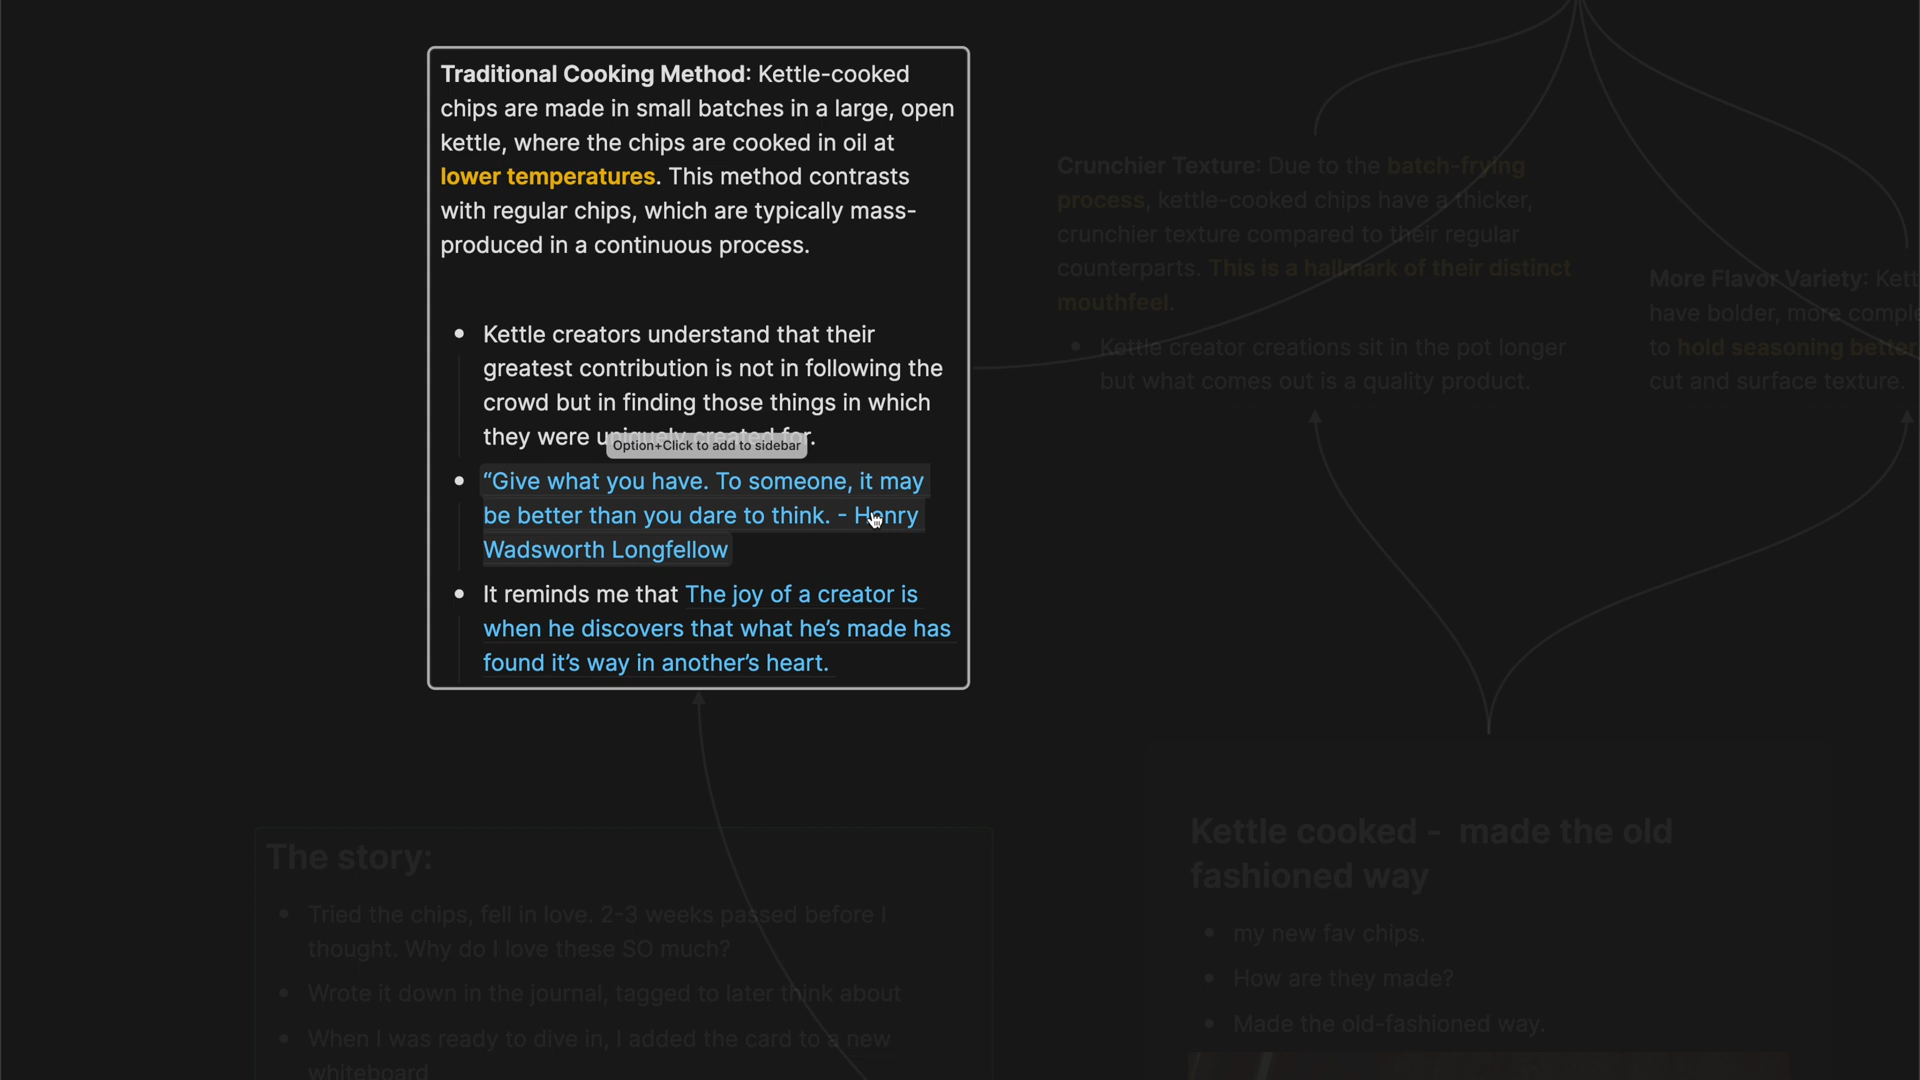 Traditional Cooking Method: Kettle-cooked
chips are made in small batches in a large, open
kettle, where the chips are cooked in oil at
lower temperatures. This method contrasts
with regular chips, which are typically mass-
produced in a continuous process.
Kettle creators understand that their
greatest contribution is not in following the
crowd but in finding those things in which
they were uniquely created for.
Option+Click to add to sidebar
“Give what you have. To someone, it may
be better than you dare to think. - Henry
Wadsworth Longfellow
It reminds me that The joy of a creator is
when he discovers that what he’s made has
found it’s way in another’s heart.
Crunchier Texture: Due to the batch-frying
process, kettle-cooked chips have a thicker,
crunchier texture compared to their regular
counterparts. This is a hallmark of their distinct
mouthfeel.
Kettle creator creations sit in the pot longer
but what comes out is a quality product.
More Flavor Variety: Kett
have bolder, more comple
to hold seasoning better
cut and surface texture.
The story:
Tried the chips, fell in love. 2-3 weeks passed before I
thought. Why do I love these SO much?
Wrote it down in the journal, tagged to later think about
When I was ready to dive in, I added the card to a new
whiteboard
Kettle cooked - made the old
fashioned way
my new fav chips.
How are they made?
Made the old-fashioned way.